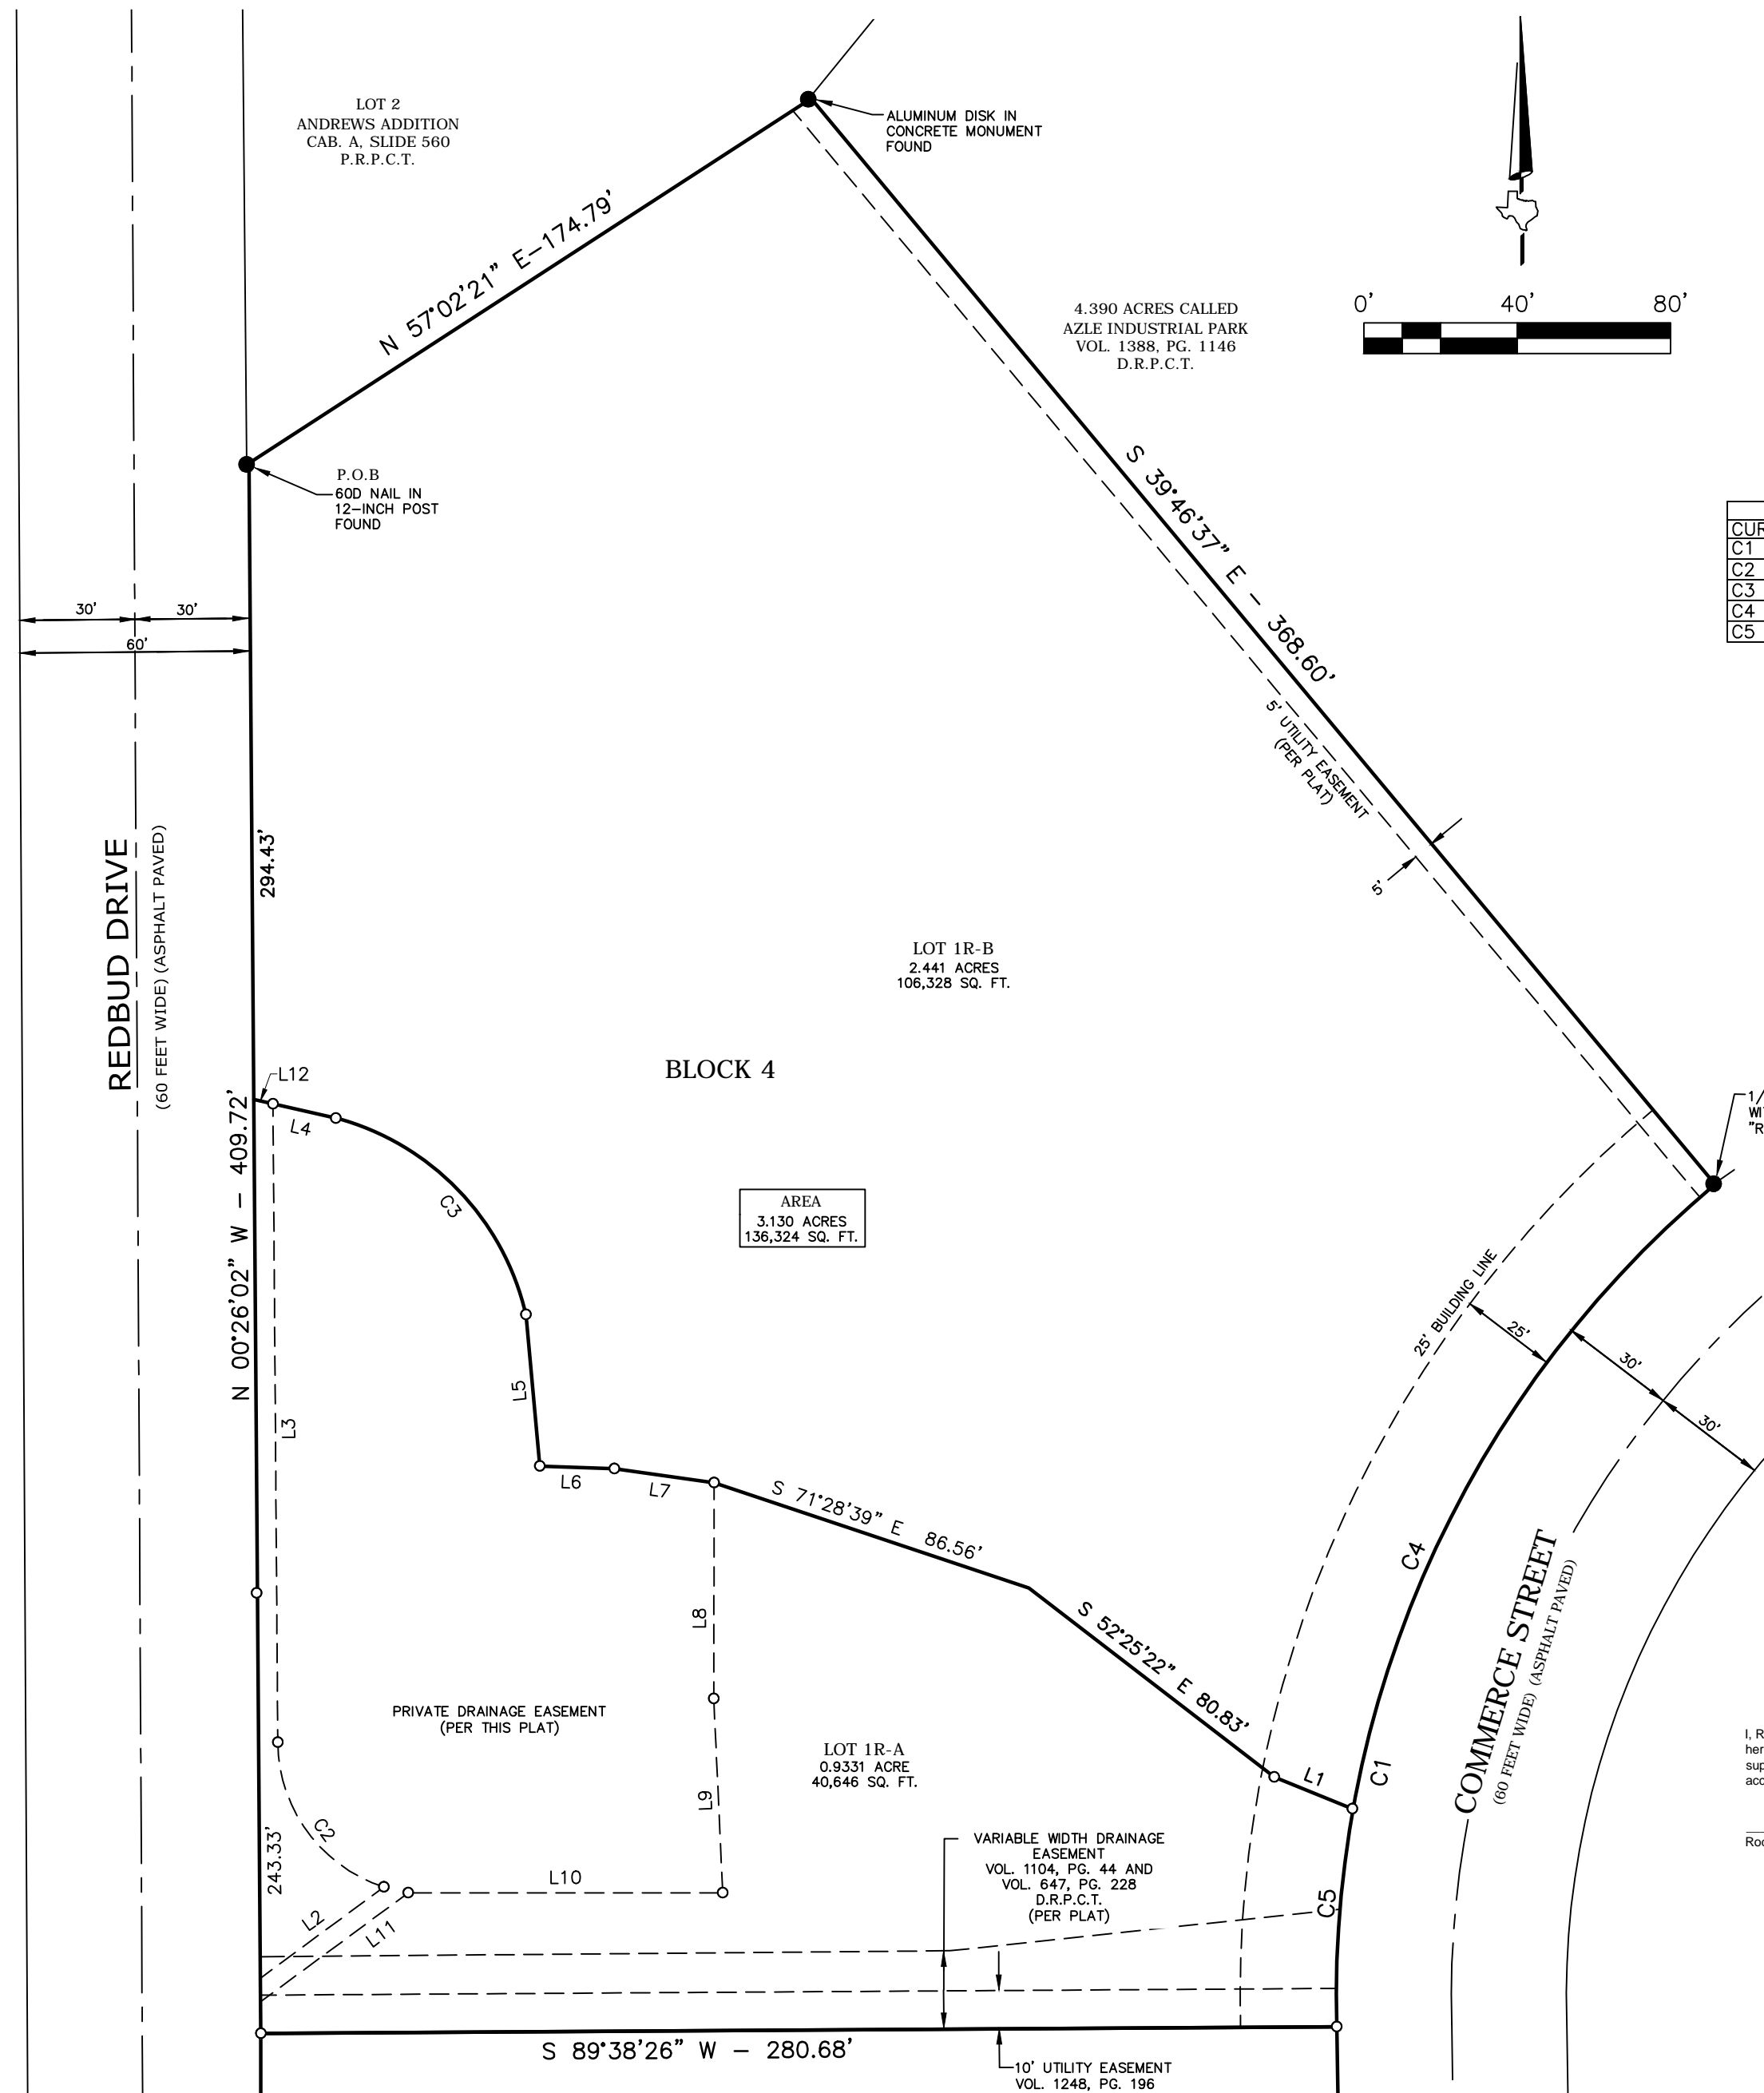 LOT 2
ANDREWS ADDITION
CAB. A, SLIDE 560
P.R.P.C.T.
ALUMINUM DISK IN
CONCRETE MONUMENT
FOUND
N 57°02'21" E-174.79'
4.390 ACRES CALLED
AZLE INDUSTRIAL PARK
VOL. 1388, PG. 1146
D.R.P.C.T.
0' 40' 80'
P.O.B
60D NAIL IN
12-INCH POST
FOUND
S 39°46'37" E - 368.60'
C1
C2
C3
C4
C5
30' 30'
60'
5' UTILITY EASEMENT
(PER PLAT)
5'
294.43'
REDBUD DRIVE
(60 FEET WIDE) (ASPHALT PAVED)
LOT 1R-B
2.441 ACRES
106,328 SQ. FT.
BLOCK 4
L12
L4
N 00°26'02" W - 409.72'
C3
AREA
3.130 ACRES
136,324 SQ. FT.
25' BUILDING LINE
25'
30'
30'
L3
L5
L6
L7
S 71°28'39" E 86.56'
C4
COMMERCE STREET
(60 FEET WIDE) (ASPHALT PAVED)
L8
S 52°25'22" E 80.83'
PRIVATE DRAINAGE EASEMENT
(PER THIS PLAT)
LOT 1R-A
0.9331 ACRE
40,646 SQ. FT.
L1
C1
L9
C2
243.33'
VARIABLE WIDTH DRAINAGE
EASEMENT
VOL. 1104, PG. 44 AND
VOL. 647, PG. 228
D.R.P.C.T.
(PER PLAT)
L10
L2
L11
C5
S 89°38'26" W - 280.68'
10' UTILITY EASEMENT
VOL. 1248, PG. 196